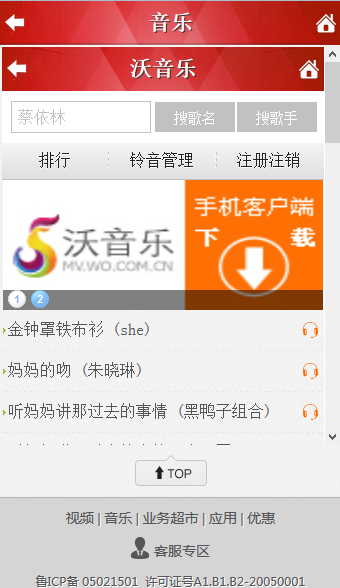 音乐
沃音乐
蔡依林 搜歌名 搜歌手
排行 铃音管理 注册注销
沃音乐
MV.WO.COM.CN
手机客户端
下 载
1 2
金钟罩铁布衫（she）
妈妈的吻（朱晓琳）
听妈妈讲那过去的事情（黑鸭子组合）
TOP
视频 | 音乐 | 业务超市 | 应用 | 优惠
客服专区
鲁ICP备 05021501 许可证号A1.B1.B2-20050001